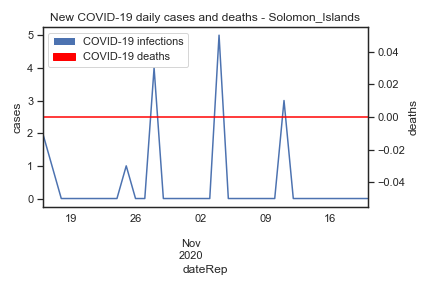 New COVID-19 daily cases and deaths - Solomon_Islands
COVID-19 infections
COVID-19 deaths
5
4
3
2
1
0
cases
0.04
0.02
0.00
−0.02
−0.04
deaths
19 26 02 09 16
Nov
2020
dateRep